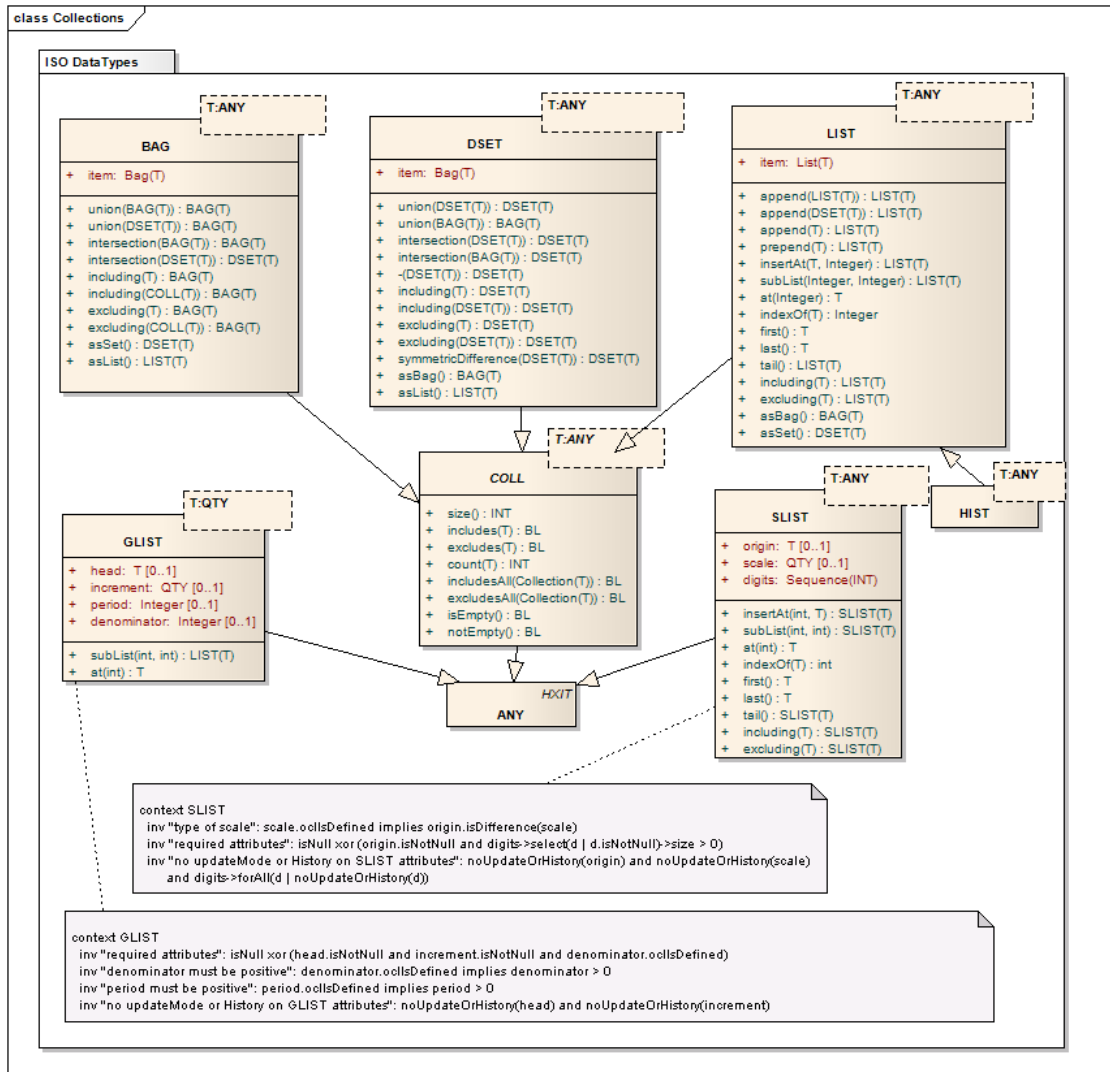 class Collections
ISO DataTypes
T:ANY
BAG
+ item: Bag(T)
+ union(BAG(T)) : BAG(T)
+ union(DSET(T)) : DSET(T)
+ intersection(BAG(T)) : BAG(T)
+ intersection(DSET(T)) : DSET(T)
+ including(T) : BAG(T)
+ including(COLL(T)) : BAG(T)
+ excluding(T) : BAG(T)
+ excluding(COLL(T)) : BAG(T)
+ asSet() : DSET(T)
+ asList() : LIST(T)
T:ANY
DSET
+ item: Bag(T)
+ union(DSET(T)) : DSET(T)
+ union(BAG(T)) : BAG(T)
+ intersection(DSET(T)) : DSET(T)
+ intersection(BAG(T)) : DSET(T)
+ -(DSET(T)) : DSET(T)
+ including(T) : DSET(T)
+ including(DSET(T)) : DSET(T)
+ excluding(T) : DSET(T)
+ excluding(DSET(T)) : DSET(T)
+ symmetricDifference(DSET(T)) : DSET(T)
+ asBag() : BAG(T)
+ asList() : LIST(T)
T:ANY
LIST
+ item: List(T)
+ append(LIST(T)) : LIST(T)
+ append(DSET(T)) : LIST(T)
+ append(T) : LIST(T)
+ prepend(T) : LIST(T)
+ insertAt(T, Integer) : LIST(T)
+ subList(Integer, Integer) : LIST(T)
+ at(Integer) : T
+ indexOf(T) : Integer
+ first() : T
+ last() : T
+ tail() : LIST(T)
+ including(T) : LIST(T)
+ excluding(T) : LIST(T)
+ asBag() : BAG(T)
+ asSet() : DSET(T)
T:ANY
COLL
+ size() : INT
+ includes(T) : BL
+ excludes(T) : BL
+ count(T) : INT
+ includesAll(Collection(T)) : BL
+ excludesAll(Collection(T)) : BL
+ isEmpty() : BL
+ notEmpty() : BL
T:ANY
HIST
T:QTY
GLIST
+ head: T [0..1]
+ increment: QTY [0..1]
+ period: Integer [0..1]
+ denominator: Integer [0..1]
+ subList(int, int) : LIST(T)
+ at(int) : T
T:ANY
SLIST
+ origin: T [0..1]
+ scale: QTY [0..1]
+ digits: Sequence(INT)
+ insertAt(int, T) : SLIST(T)
+ subList(int, int) : SLIST(T)
+ at(int) : T
+ indexOf(T) : int
+ first() : T
+ last() : T
+ tail() : SLIST(T)
+ including(T) : SLIST(T)
+ excluding(T) : SLIST(T)
HXIT
ANY
context SLIST
inv "type of scale": scale.oclIsDefined implies origin.isDifference(scale)
inv "required attributes": isNull xor (origin.isNotNull and digits->select(d | d.isNotNull)->size > 0)
inv "no updateMode or History on SLIST attributes": noUpdateOrHistory(origin) and noUpdateOrHistory(scale)
and digits->forAll(d | noUpdateOrHistory(d))
context GLIST
inv "required attributes": isNull xor (head.isNotNull and increment.isNotNull and denominator.oclIsDefined)
inv "denominator must be positive": denominator.oclIsDefined implies denominator > 0
inv "period must be positive": period.oclIsDefined implies period > 0
inv "no updateMode or History on GLIST attributes": noUpdateOrHistory(head) and noUpdateOrHistory(increment)